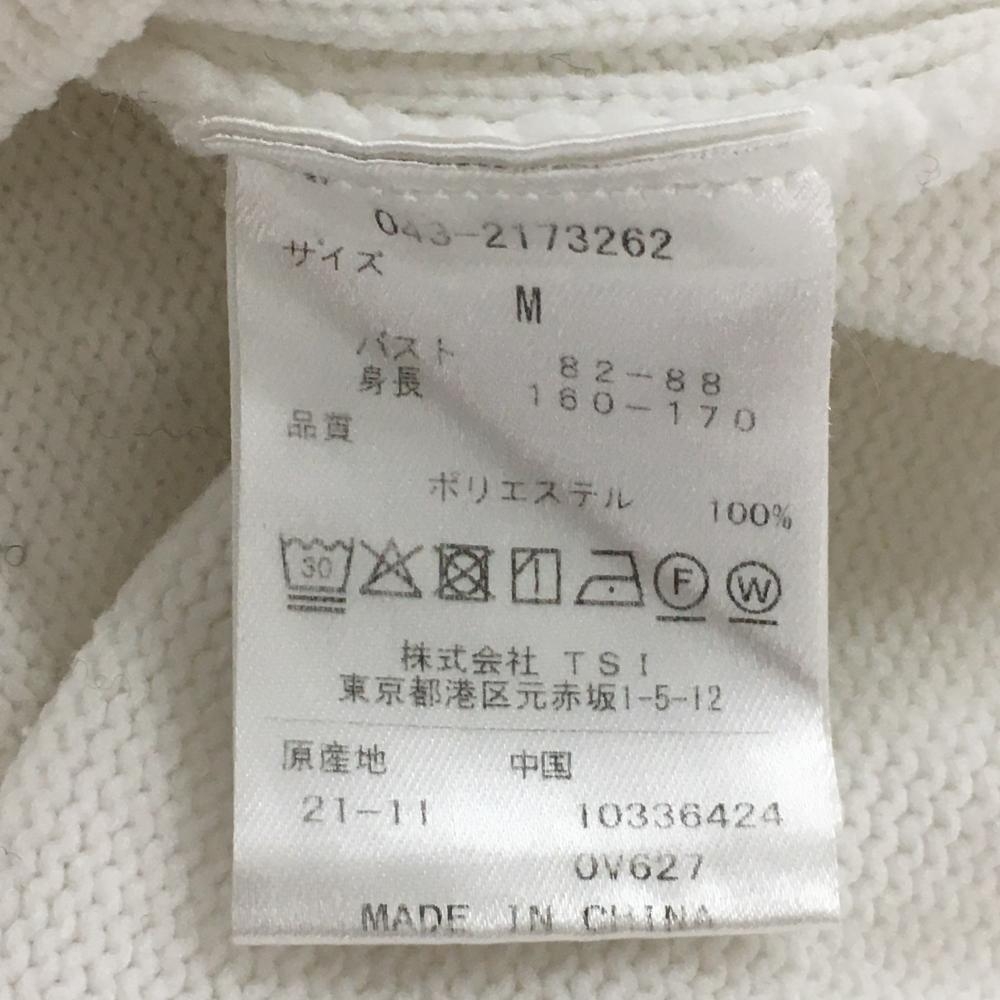 043-2173262
サイズ
M
バスト 82-88
身長 160-170
品質
ポリエステル 100%
30 F W
株式会社 TSI
東京都港区元赤坂1-5-12
原産地 中国
21-11 10336424
0V627
MADE IN CHINA